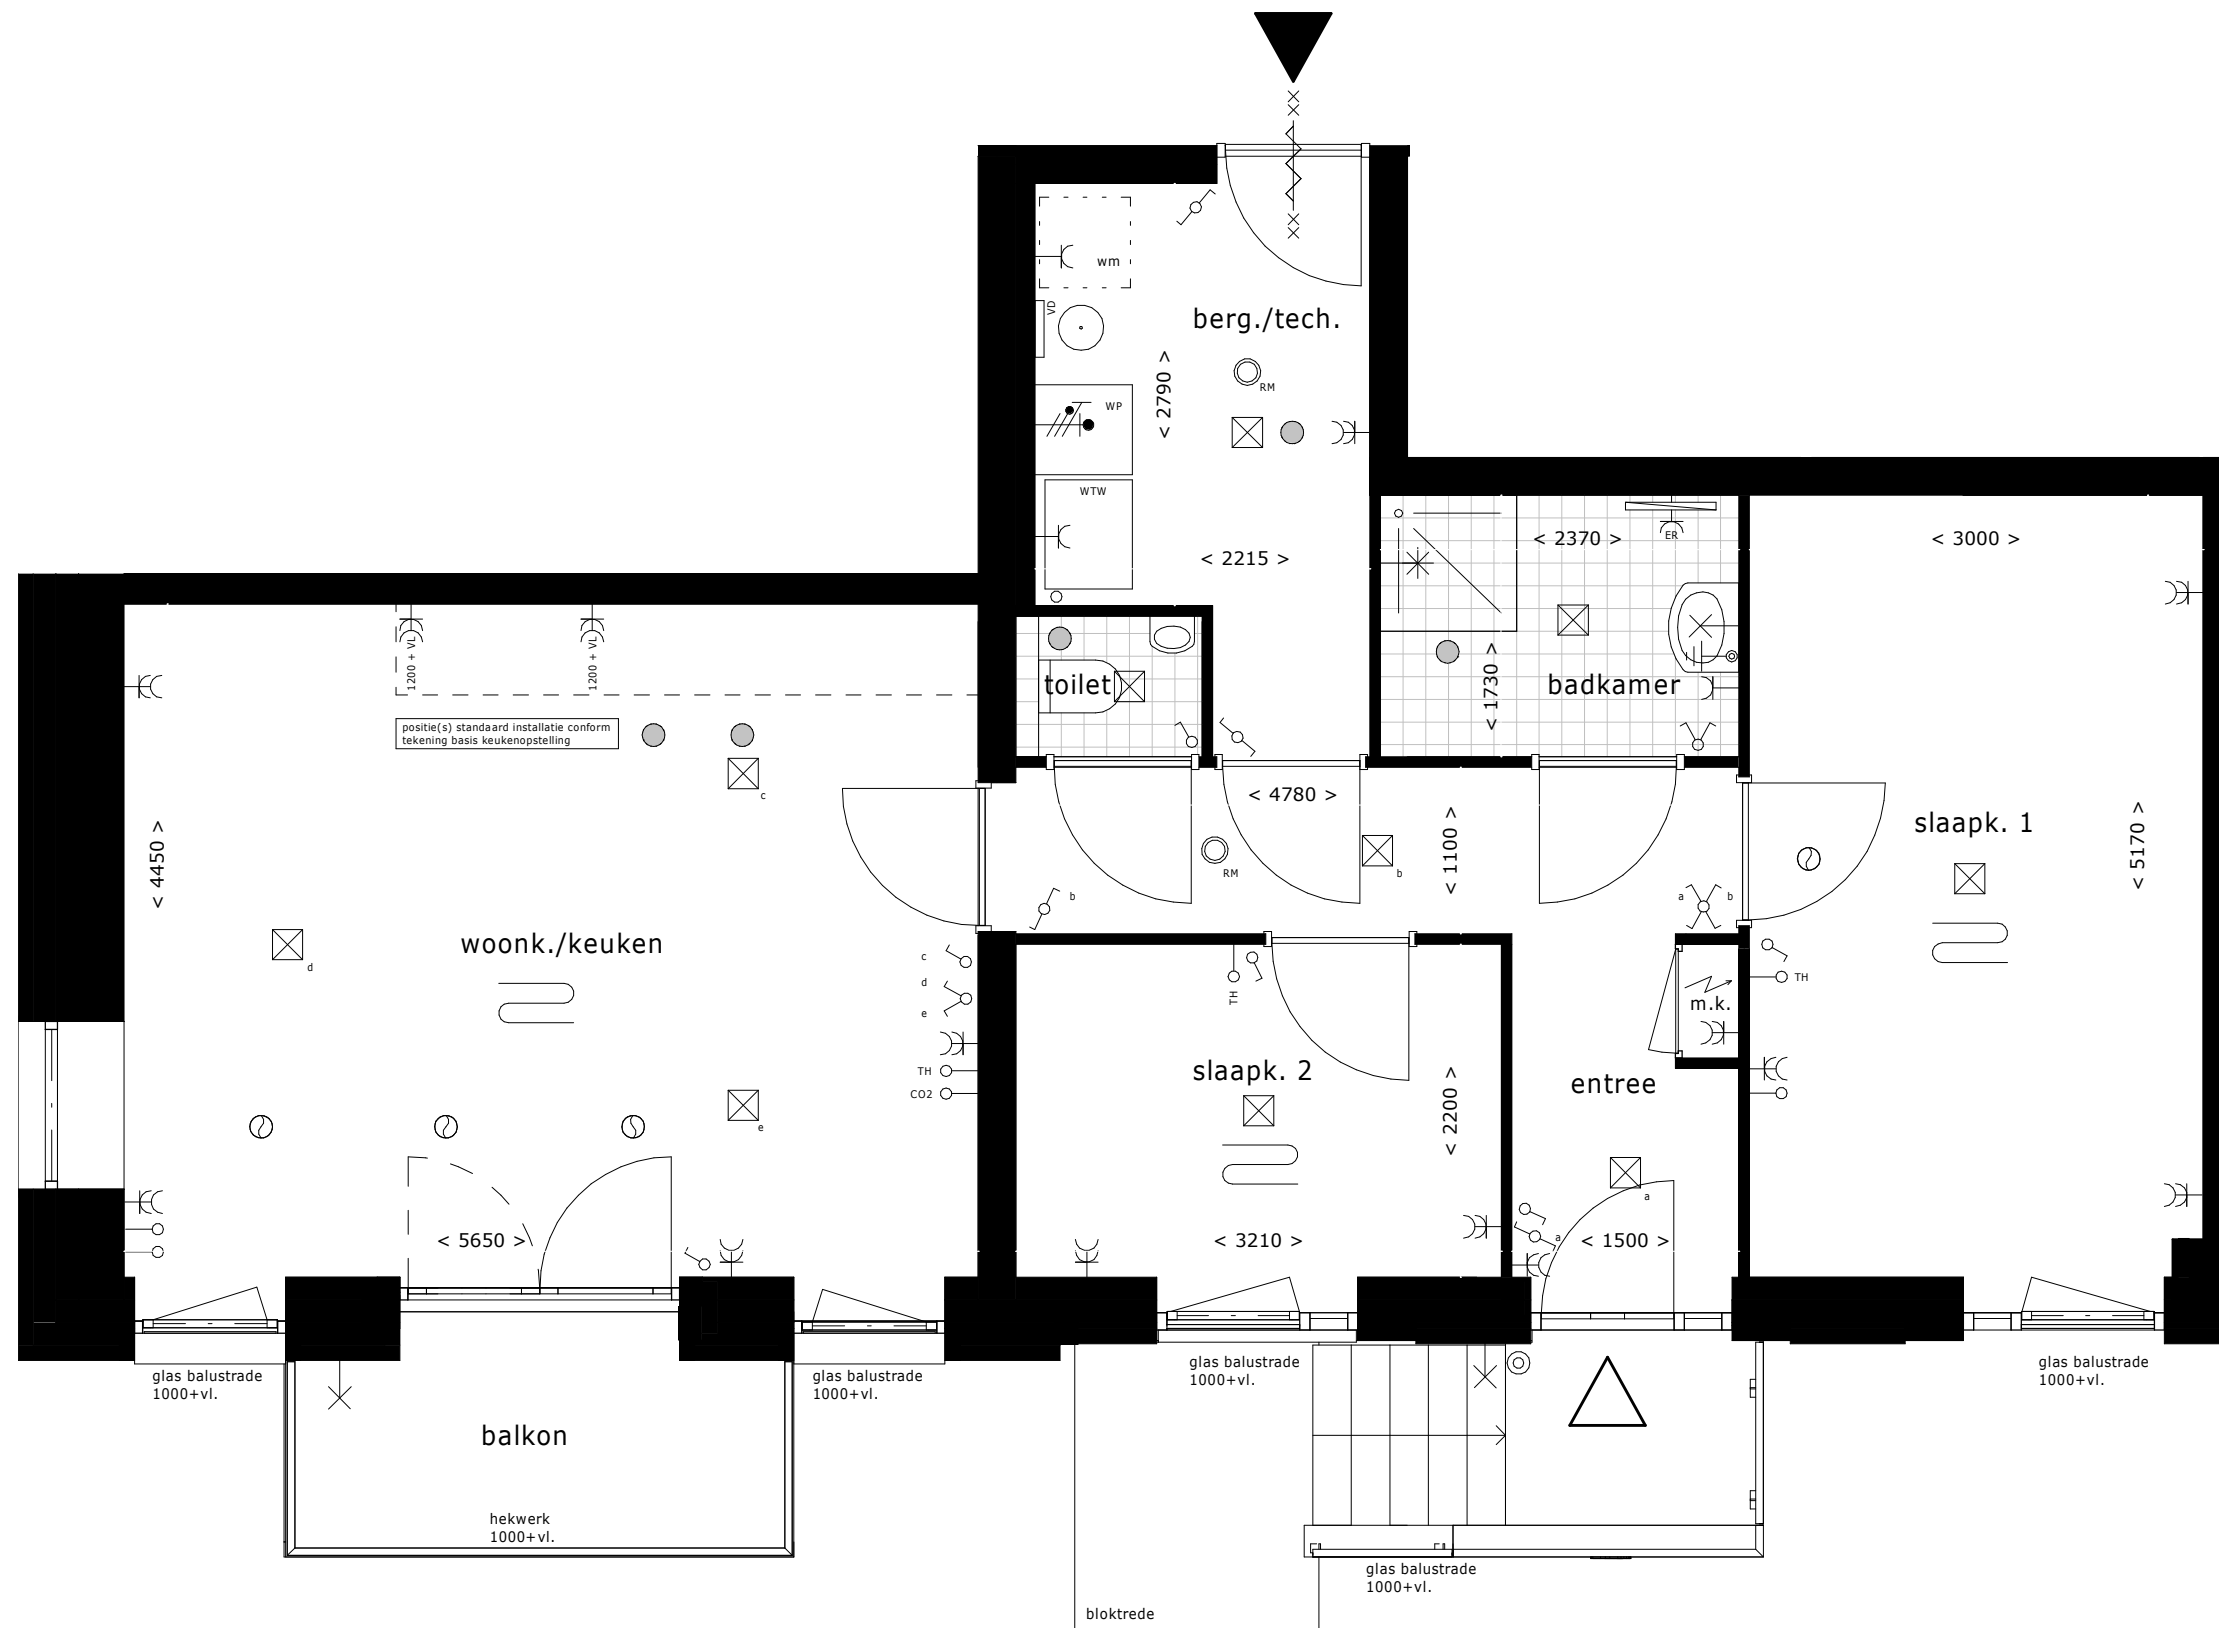 wm
VD
berg./tech.
< 2790 >
RM
WP
WTW
< 2215 >
< 2370 >
ER
< 3000 >
1200 + VL
1200 + VL
positie(s) standaard installatie conform
tekening basis keukenopstelling
c
toilet
< 1730 >
badkamer
< 4780 >
< 4450 >
RM
b
< 1100 >
slaapk. 1
< 5170 >
b
a
b
woonk./keuken
d
c
d
e
TH
CO2
TH
TH
m.k.
slaapk. 2
entree
< 2200 >
e
a
< 5650 >
< 3210 >
a
< 1500 >
glas balustrade
1000+vl.
glas balustrade
1000+vl.
glas balustrade
1000+vl.
glas balustrade
1000+vl.
balkon
hekwerk
1000+vl.
glas balustrade
1000+vl.
bloktrede